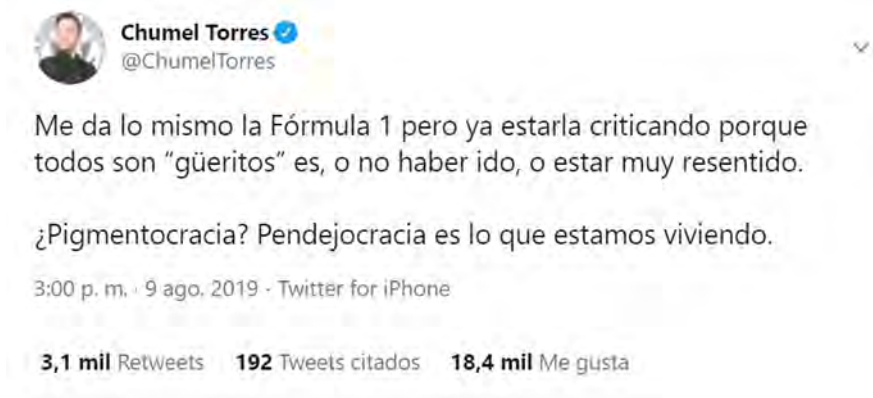 Chumel Torres
@ChumelTorres
Me da lo mismo la Fórmula 1 pero ya estarla criticando porque
todos son “güeritos” es, o no haber ido, o estar muy resentido.
¿Pigmentocracia? Pendejocracia es lo que estamos viviendo.
3:00 p. m. · 9 ago. 2019 · Twitter for iPhone
3,1 mil Retweets 192 Tweets citados 18,4 mil Me gusta